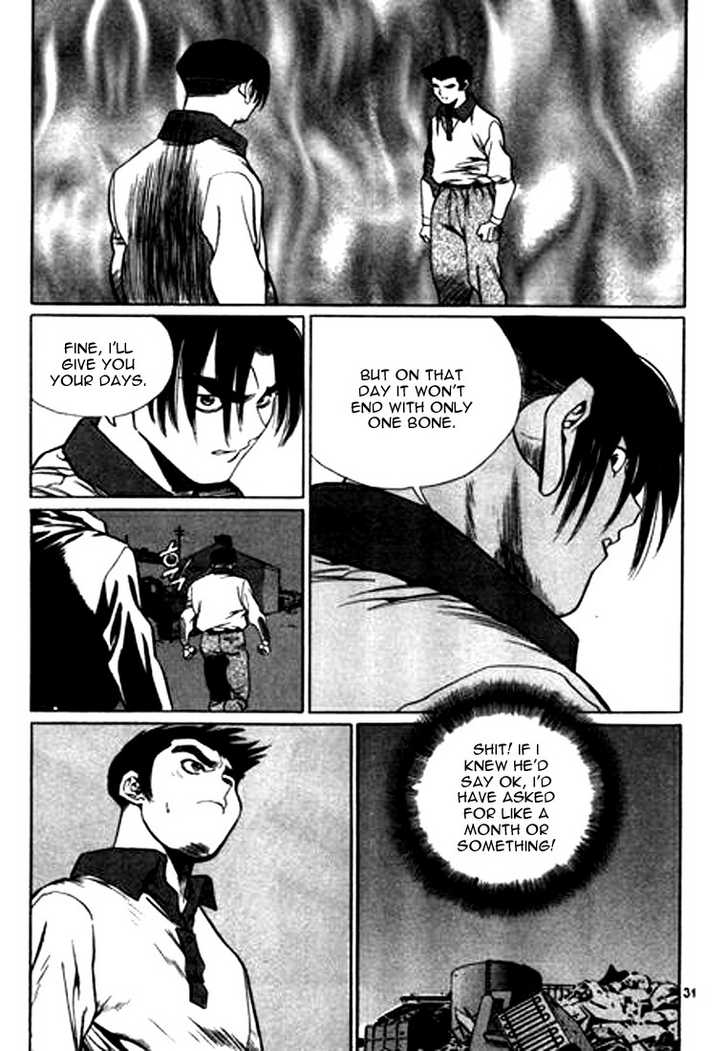 FINE, I'LL
GIVE YOU
YOUR DAYS.
BUT ON THAT
DAY IT WON'T
END WITH ONLY
ONE BONE.
SHIT! IF I
KNEW HE'D
SAY OK, I'D
HAVE ASKED
FOR LIKE A
MONTH OR
SOMETHING!
31